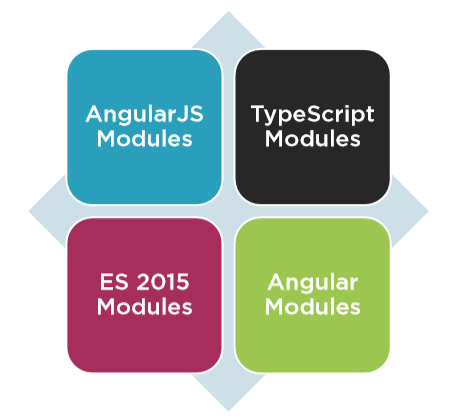 AngularJS
Modules
TypeScript
Modules
ES 2015
Modules
Angular
Modules